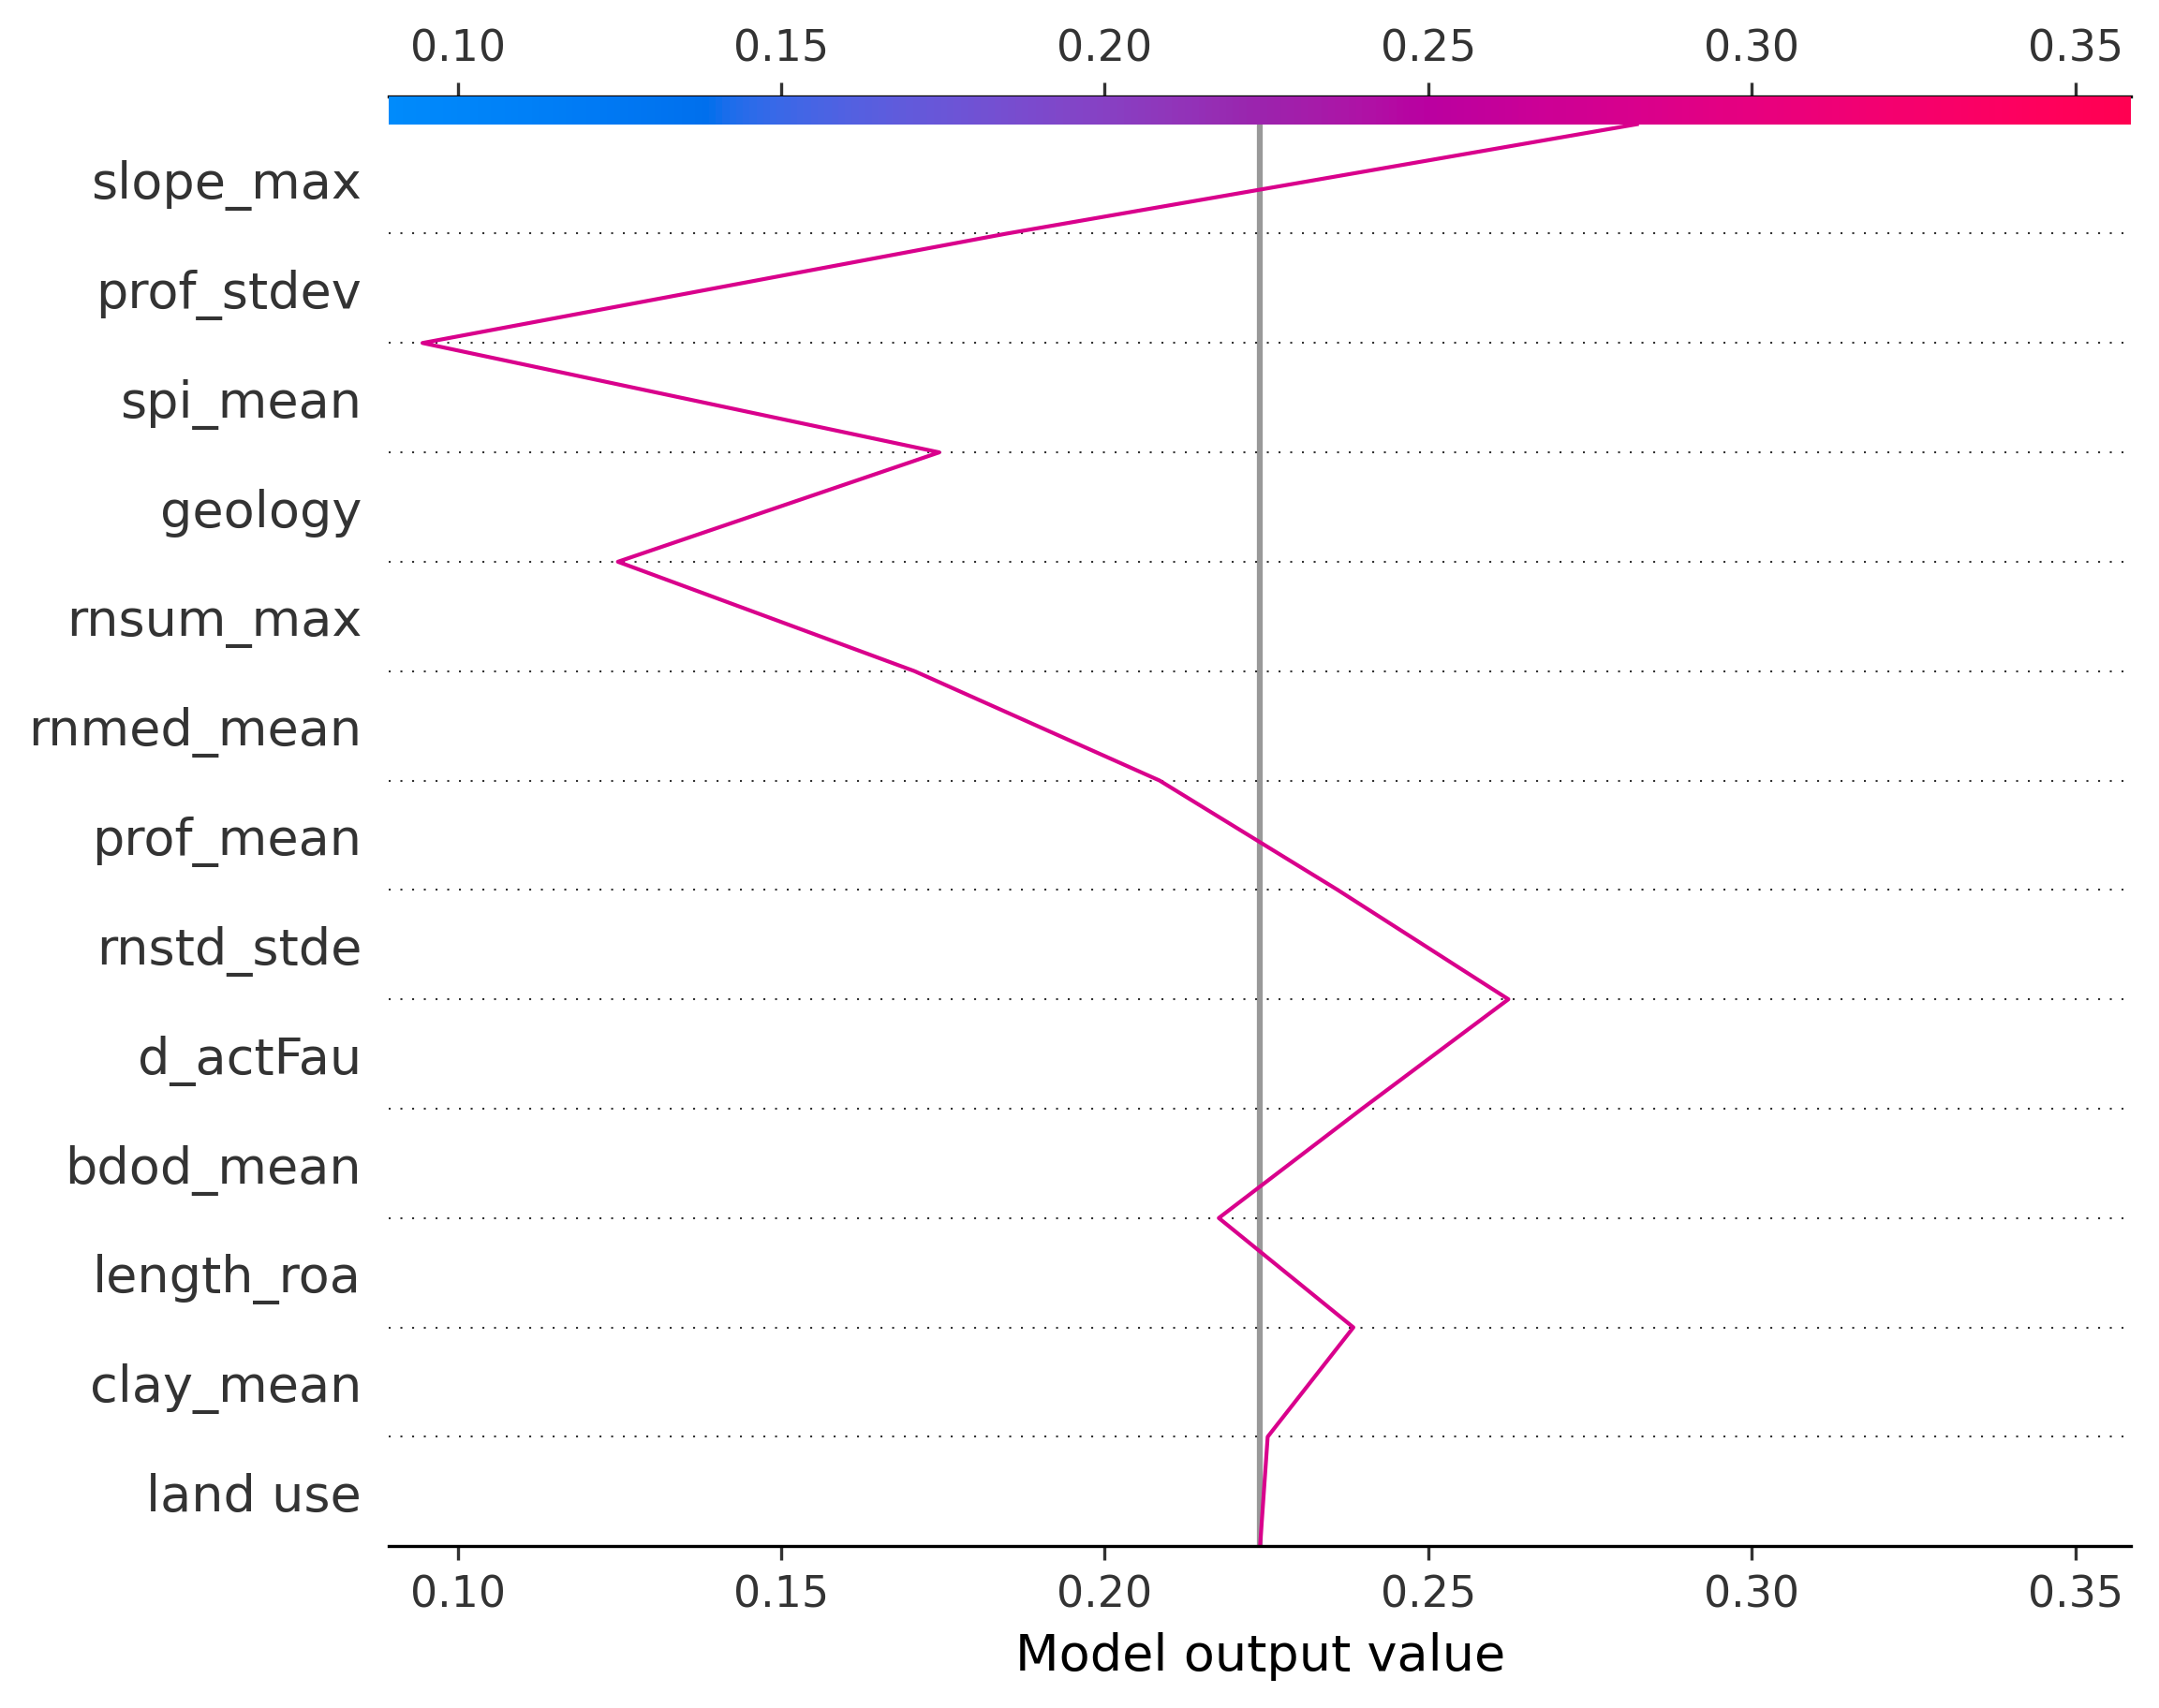 0.10 0.15 0.20 0.25 0.30 0.35
slope_max
prof_stdev
spi_mean
geology
rnsum_max
rnmed_mean
prof_mean
rnstd_stde
d_actFau
bdod_mean
length_roa
clay_mean
land use
0.10 0.15 0.20 0.25 0.30 0.35
Model output value